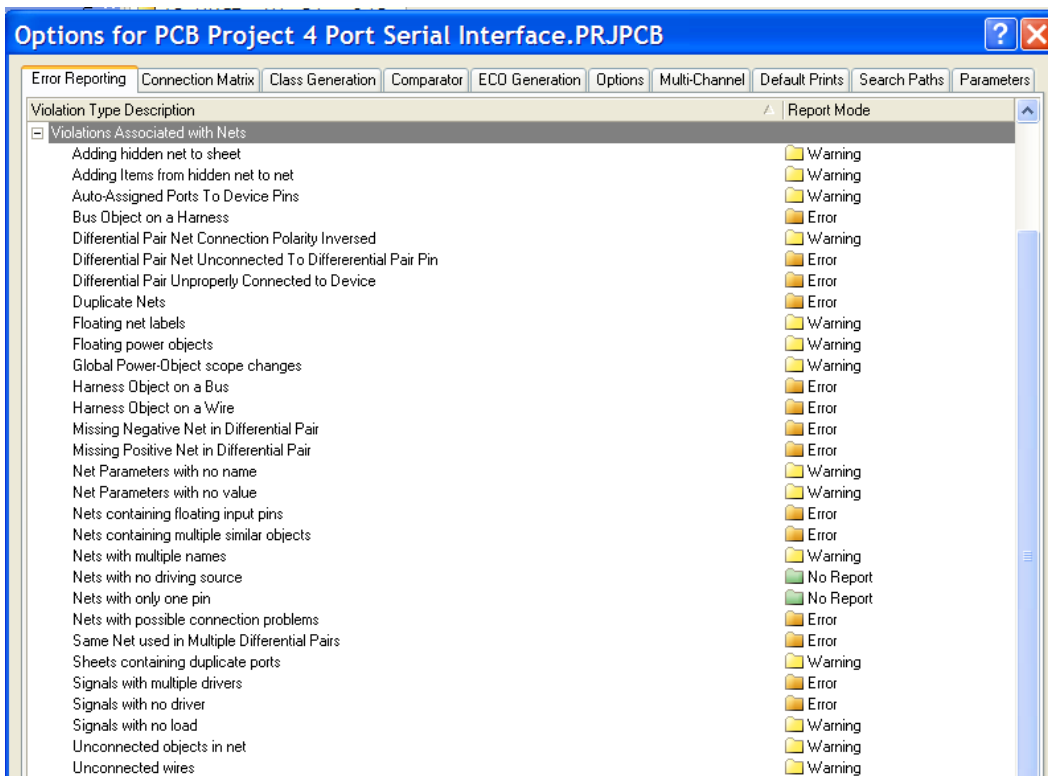 Options for PCB Project 4 Port Serial Interface.PRJPCB
Error Reporting Connection Matrix Class Generation Comparator ECO Generation Options Multi-Channel Default Prints Search Paths Parameters
Violation Type Description Report Mode
Violations Associated with Nets
Adding hidden net to sheet Warning
Adding Items from hidden net to net Warning
Auto-Assigned Ports To Device Pins Warning
Bus Object on a Harness Error
Differential Pair Net Connection Polarity Inversed Warning
Differential Pair Net Unconnected To Differerential Pair Pin Error
Differential Pair Unproperly Connected to Device Error
Duplicate Nets Error
Floating net labels Warning
Floating power objects Warning
Global Power-Object scope changes Warning
Harness Object on a Bus Error
Harness Object on a Wire Error
Missing Negative Net in Differential Pair Error
Missing Positive Net in Differential Pair Error
Net Parameters with no name Warning
Net Parameters with no value Warning
Nets containing floating input pins Error
Nets containing multiple similar objects Error
Nets with multiple names Warning
Nets with no driving source No Report
Nets with only one pin No Report
Nets with possible connection problems Error
Same Net used in Multiple Differential Pairs Error
Sheets containing duplicate ports Warning
Signals with multiple drivers Error
Signals with no driver Error
Signals with no load Warning
Unconnected objects in net Warning
Unconnected wires Warning